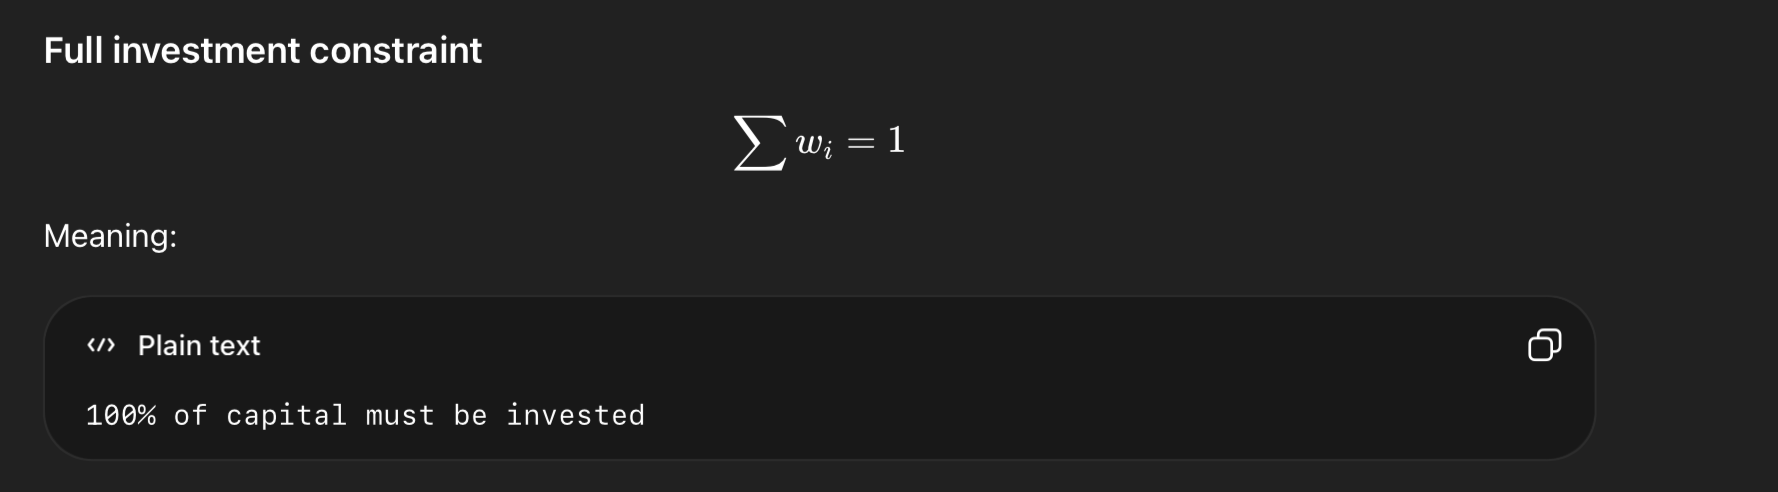 Full investment constraint
∑ wᵢ = 1
Meaning:
</> Plain text
100% of capital must be invested